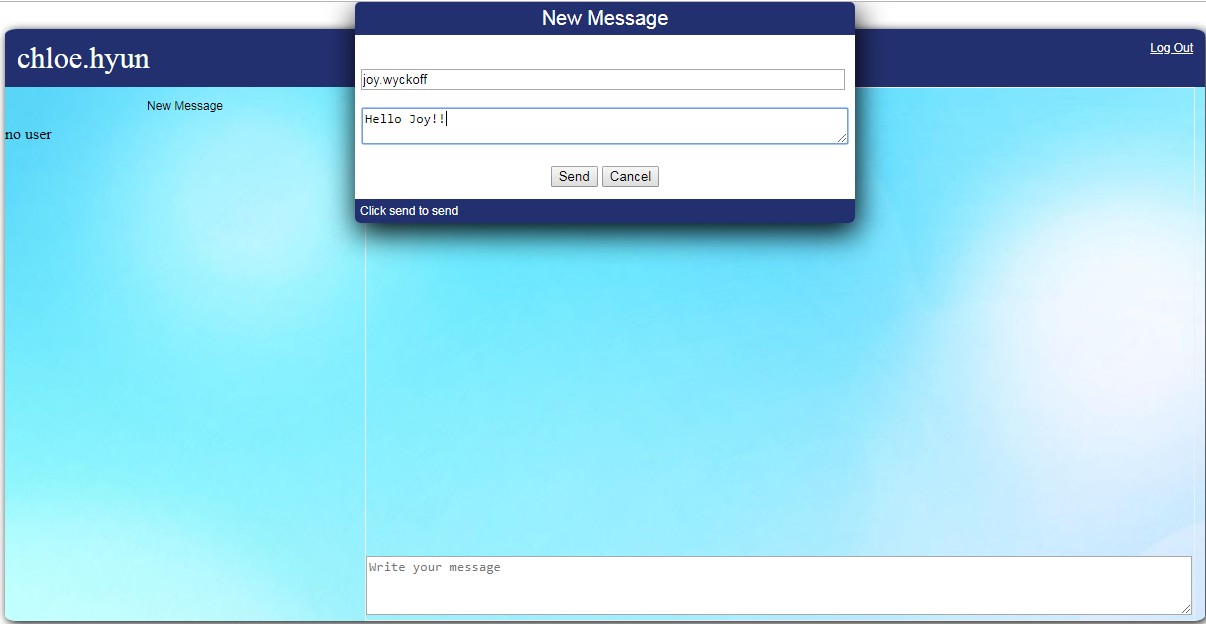 New Message
chloe.hyun
Log Out
joy.wyckoff
New Message
Hello Joy!!
no user
Send Cancel
Click send to send
Write your message